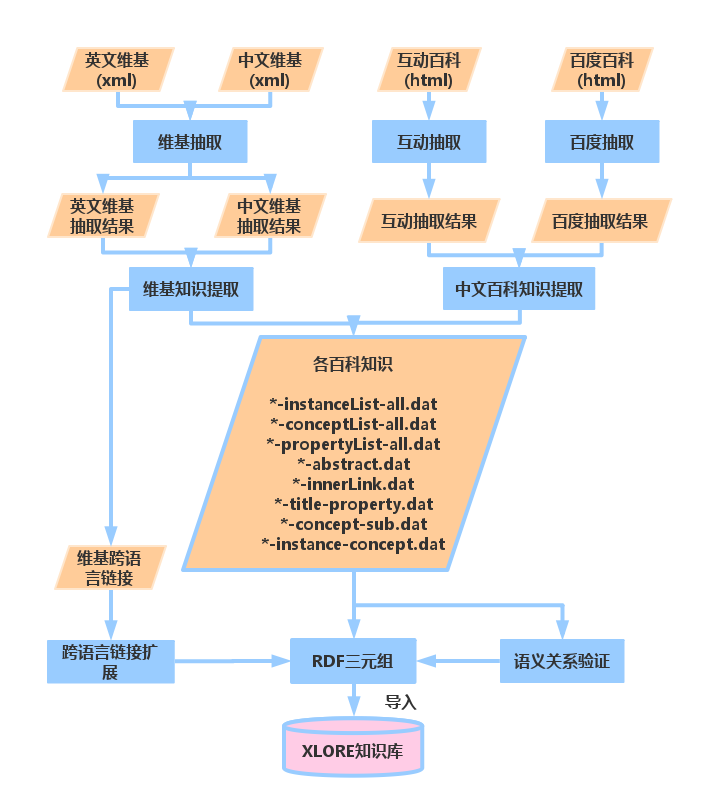 英文维基
(xml)
中文维基
(xml)
互动百科
(html)
百度百科
(html)
维基抽取
互动抽取
百度抽取
英文维基
抽取结果
中文维基
抽取结果
互动抽取结果
百度抽取结果
维基知识提取
中文百科知识提取
各百科知识
*-instanceList-all.dat
*-conceptList-all.dat
*-propertyList-all.dat
*-abstract.dat
*-innerLink.dat
*-title-property.dat
*-concept-sub.dat
*-instance-concept.dat
维基跨语
言链接
跨语言链接扩
展
RDF三元组
语义关系验证
导入
XLORE知识库